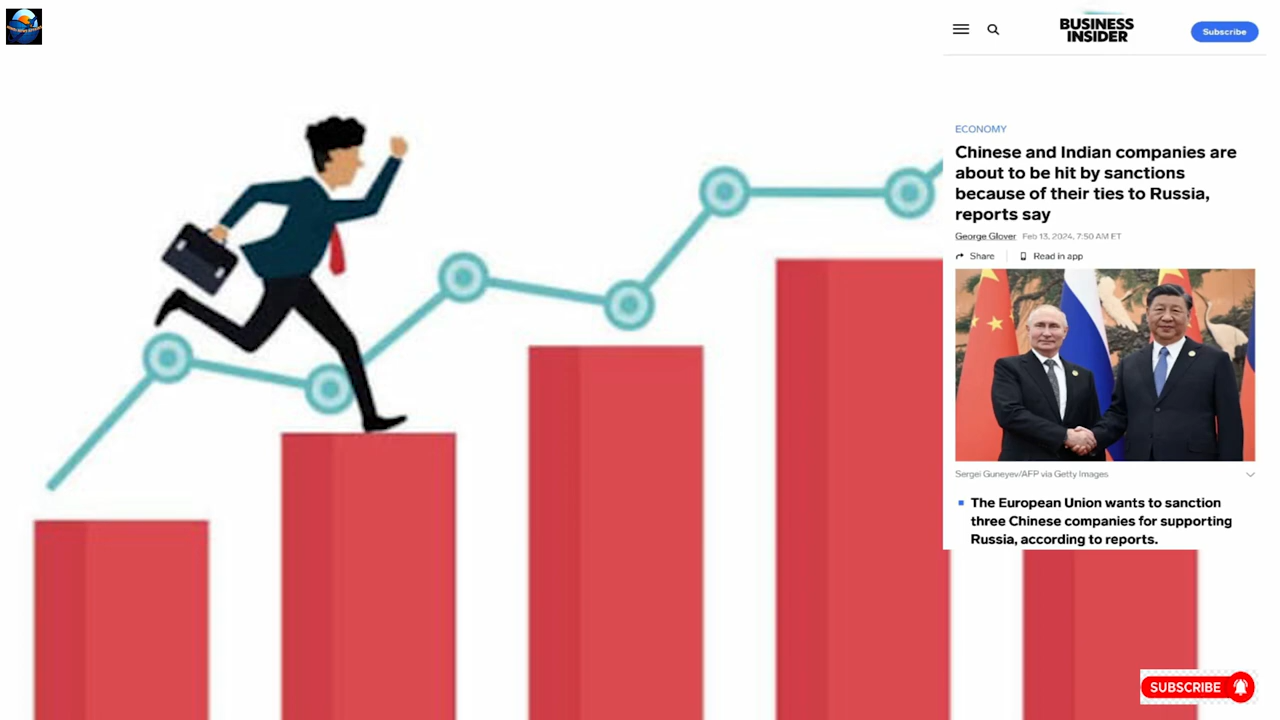 BUSINESS
INSIDER
Subscribe
ECONOMY
Chinese and Indian companies are
about to be hit by sanctions
because of their ties to Russia,
reports say
George Glover Feb 13, 2024, 7:50 AM ET
Share Read in app
Sergei Guneyev/AFP via Getty Images
The European Union wants to sanction
three Chinese companies for supporting
Russia, according to reports.
SUBSCRIBE